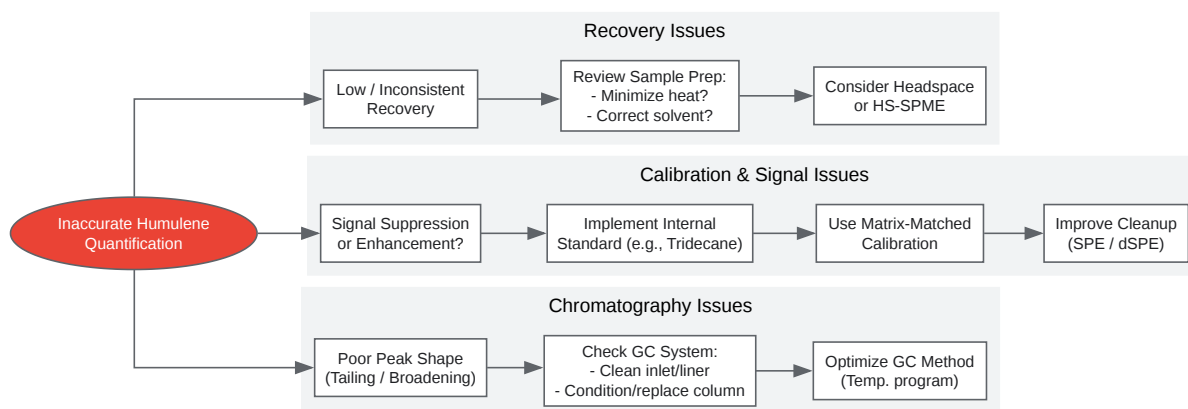 Recovery Issues
Low / Inconsistent
Recovery
Review Sample Prep:
- Minimize heat?
- Correct solvent?
Consider Headspace
or HS-SPME
Inaccurate Humulene
Quantification
Calibration & Signal Issues
Signal Suppression
or Enhancement?
Implement Internal
Standard (e.g., Tridecane)
Use Matrix-Matched
Calibration
Improve Cleanup
(SPE / dSPE)
Chromatography Issues
Poor Peak Shape
(Tailing / Broadening)
Check GC System:
- Clean inlet/liner
- Condition/replace column
Optimize GC Method
(Temp. program)